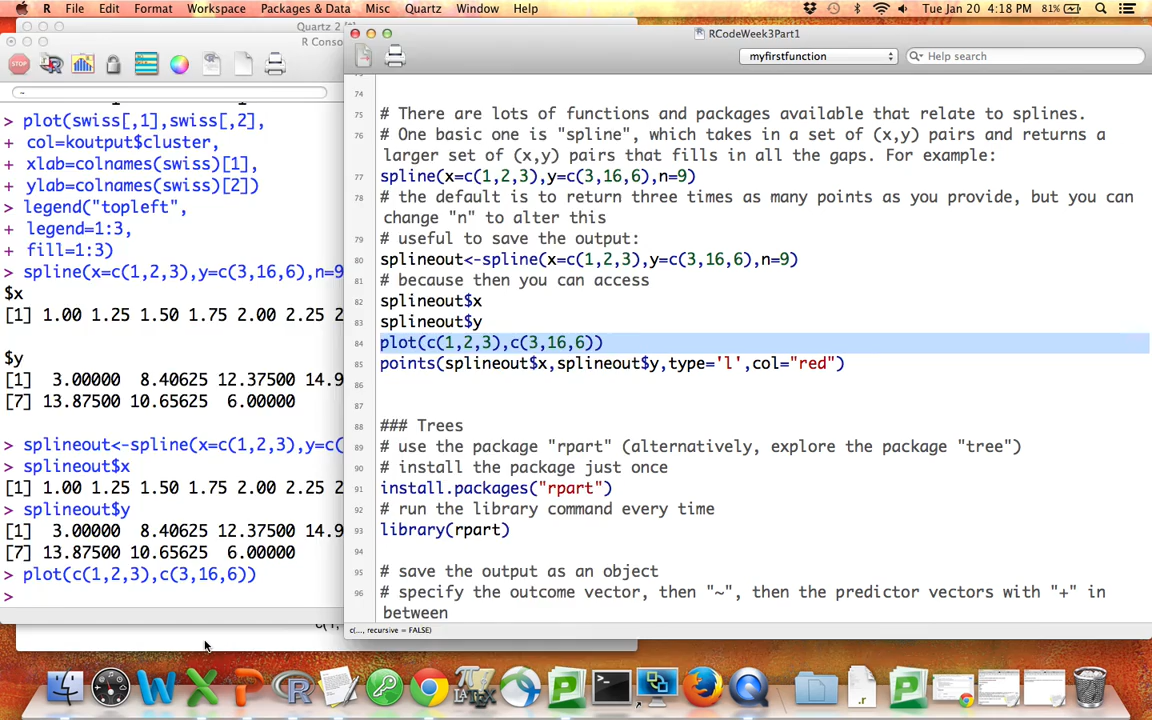 R File Edit Format Workspace Packages & Data Misc Quartz Window Help Tue Jan 20 4:18 PM 81%
Quartz 2
R Cons
STOP
~
> plot(swiss[,1],swiss[,2],
+ col=koutput$cluster,
+ xlab=colnames(swiss)[1],
+ ylab=colnames(swiss)[2])
> legend("topleft",
+ legend=1:3,
+ fill=1:3)
> spline(x=c(1,2,3),y=c(3,16,6),n=9
$x
[1] 1.00 1.25 1.50 1.75 2.00 2.25 2
$y
[1] 3.00000 8.40625 12.37500 14.9
[7] 13.87500 10.65625 6.00000
> splineout<-spline(x=c(1,2,3),y=c(
> splineout$x
[1] 1.00 1.25 1.50 1.75 2.00 2.25 2
> splineout$y
[1] 3.00000 8.40625 12.37500 14.9
[7] 13.87500 10.65625 6.00000
> plot(c(1,2,3),c(3,16,6))
>
RCodeWeek3Part1
myfirstfunction
Help search
74
75 # There are lots of functions and packages available that relate to splines.
76 # One basic one is "spline", which takes in a set of (x,y) pairs and returns a
larger set of (x,y) pairs that fills in all the gaps. For example:
77 spline(x=c(1,2,3),y=c(3,16,6),n=9)
78 # the default is to return three times as many points as you provide, but you can
change "n" to alter this
79 # useful to save the output:
80 splineout<-spline(x=c(1,2,3),y=c(3,16,6),n=9)
81 # because then you can access
82 splineout$x
83 splineout$y
84 plot(c(1,2,3),c(3,16,6))
85 points(splineout$x,splineout$y,type='l',col="red")
86
87
88 ### Trees
89 # use the package "rpart" (alternatively, explore the package "tree")
90 # install the package just once
91 install.packages("rpart")
92 # run the library command every time
93 library(rpart)
94
95 # save the output as an object
96 # specify the outcome vector, then "~", then the predictor vectors with "+" in
between
c(..., recursive = FALSE)
c(1,